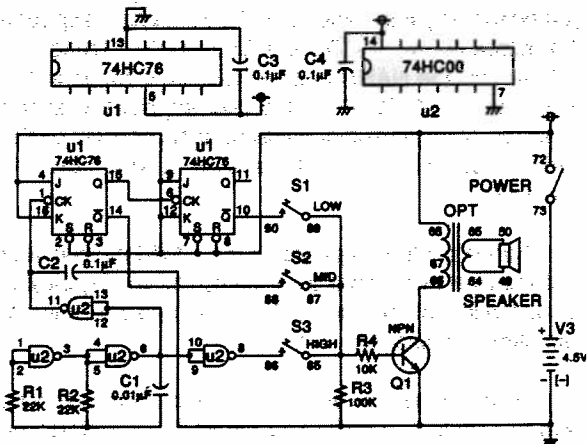 13
74HC76
5
u1
C3
0.1µF
C4
0.1µF
14
74HC00
7
u2
u1
74HC76
4
J
Q
15
1
CK
16
K
Q
14
S
R
2
3
u1
74HC76
9
J
Q
11
6
CK
12
K
Q
10
S
R
7
8
S1
LOW
90
89
S2
MID
88
87
S3
HIGH
86
85
C2
0.1µF
11
u2
13
12
1
2
u2
3
4
5
u2
6
10
9
u2
8
R1
22K
R2
22K
C1
0.01µF
R4
10K
R3
100K
NPN
Q1
OPT
65
67
66
65
64
50
49
SPEAKER
POWER
72
73
V3
4.5V
+
- [-]